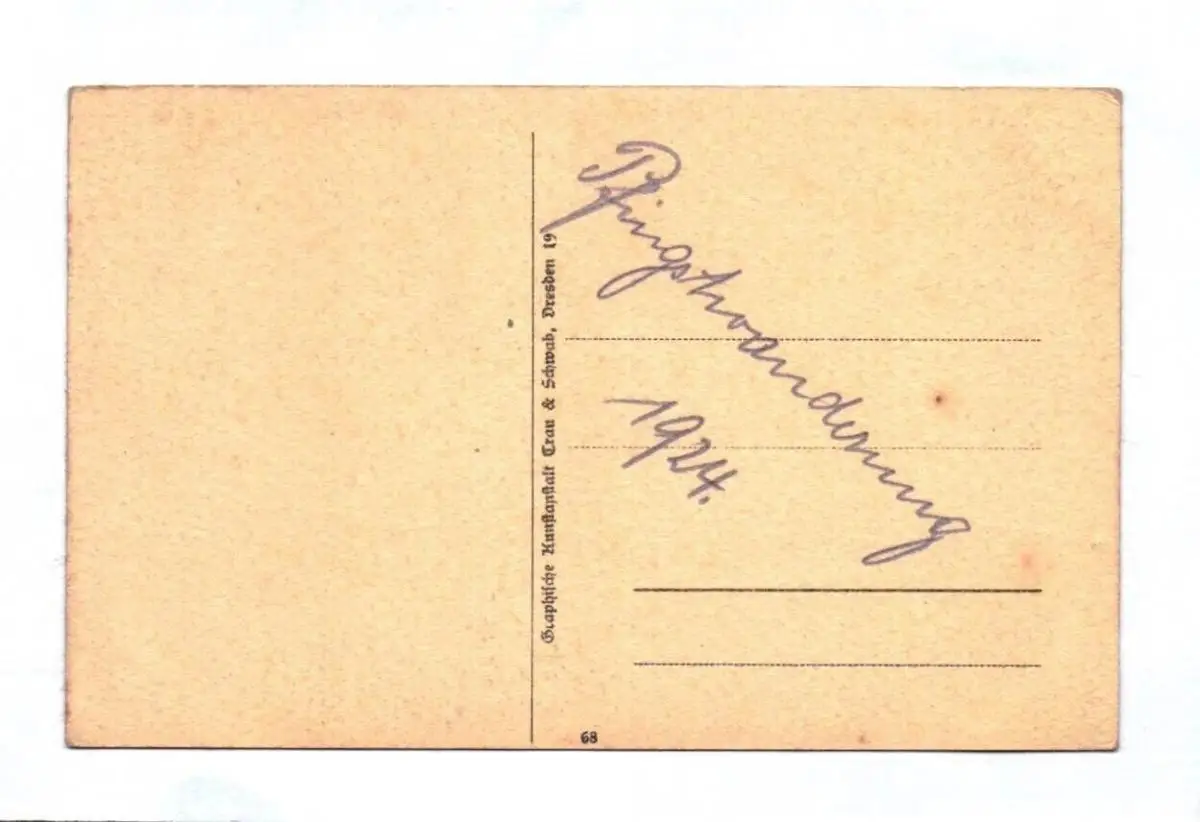 Pfingstwanderung
1924.
Graphische Kunstanstalt Trau & Schwab, Dresden 19
68